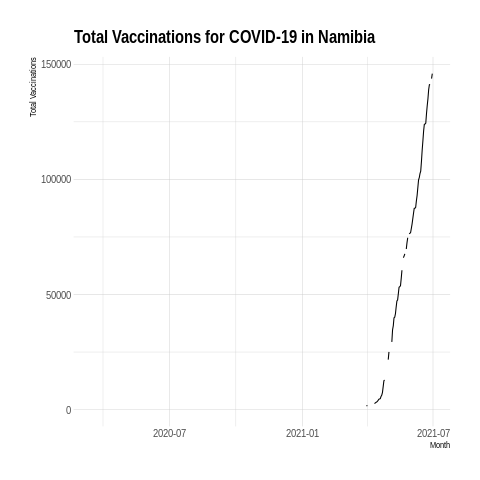 Total Vaccinations for COVID-19 in Namibia
Total Vaccinations
150000
100000
50000
0
2020-07 2021-01 2021-07
Month